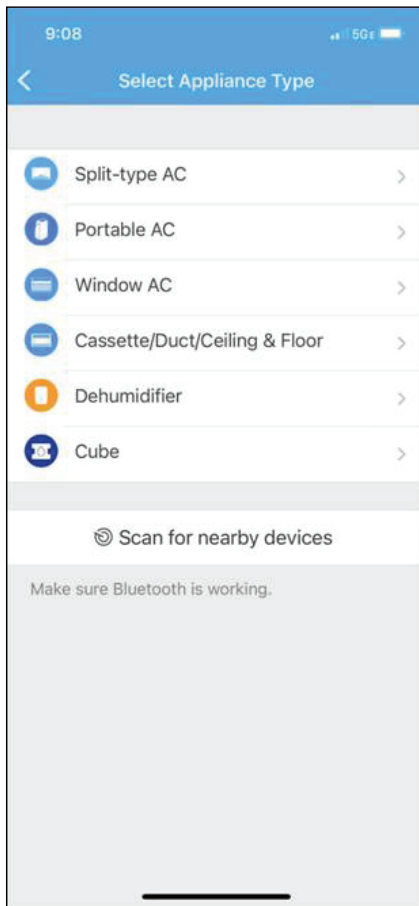 9:08
5GE
Select Appliance Type
Split-type AC
Portable AC
Window AC
Cassette/Duct/Ceiling & Floor
Dehumidifier
Cube
Scan for nearby devices
Make sure Bluetooth is working.